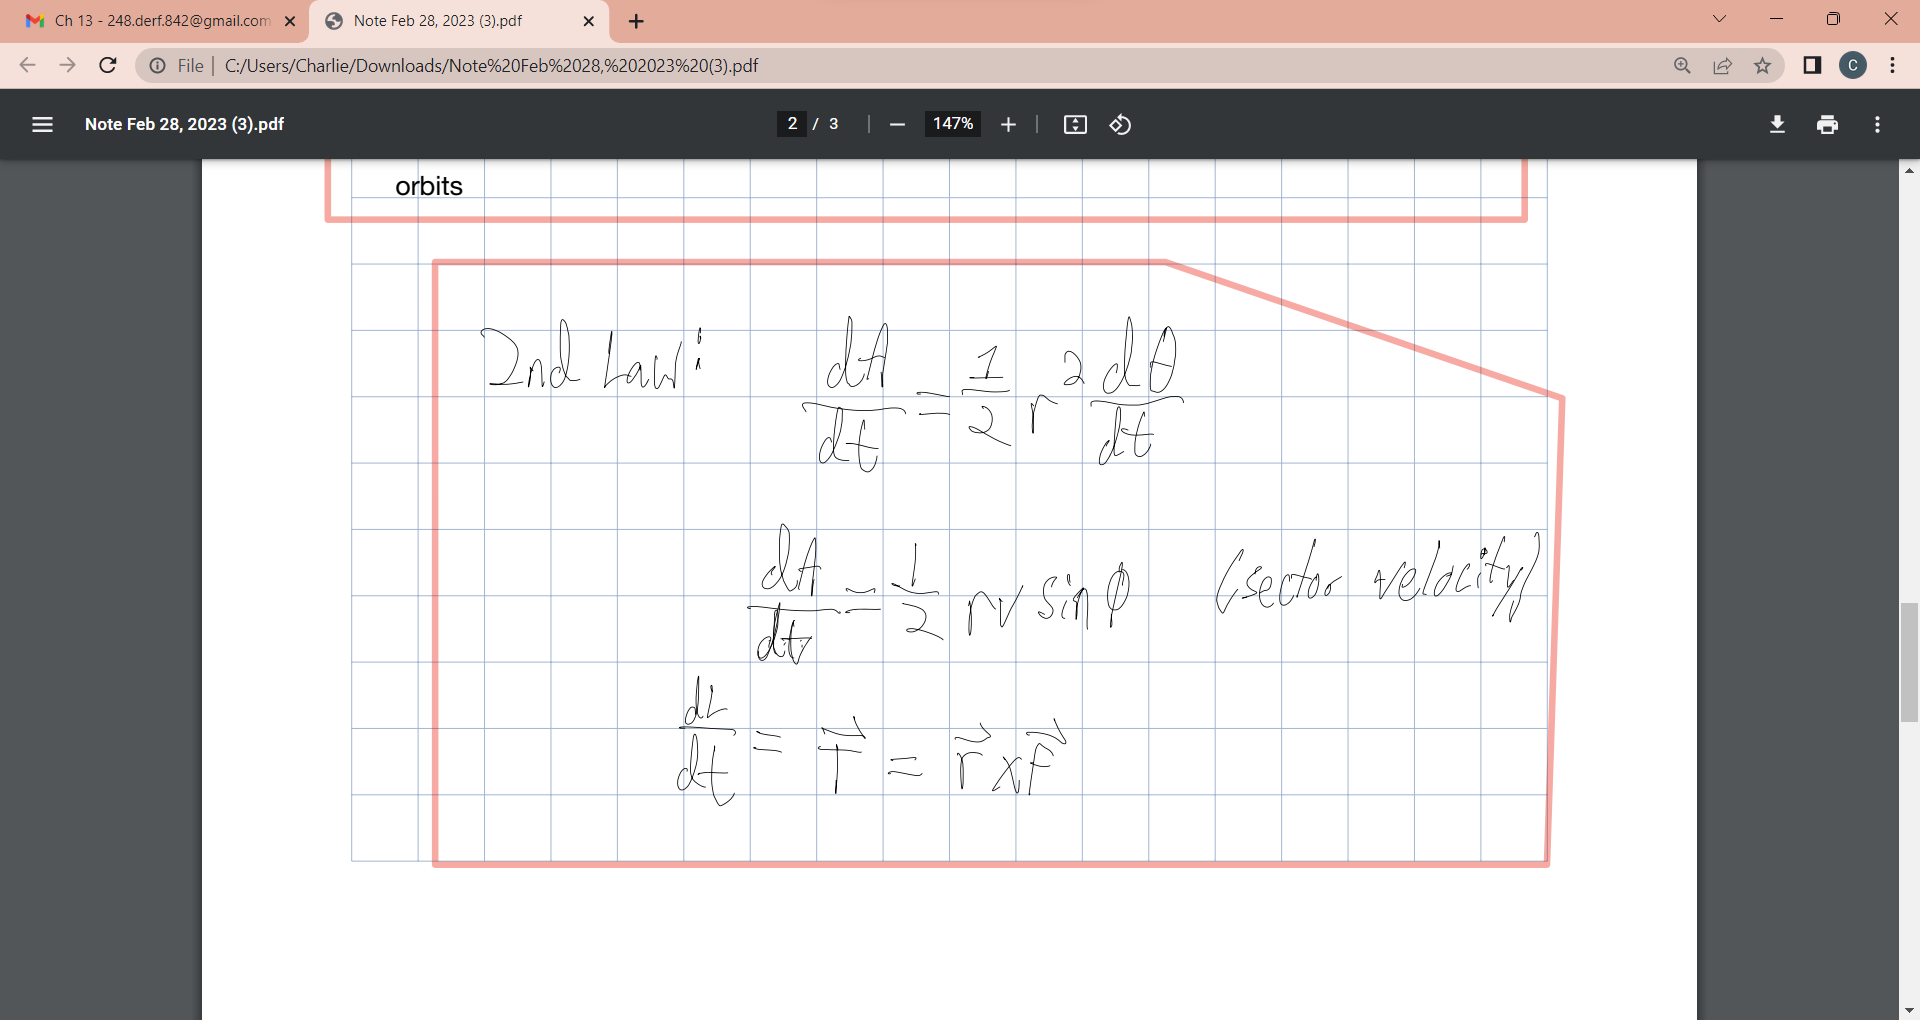 Ch 13 - 248.derf.842@gmail.com
Note Feb 28, 2023 (3).pdf
File | C:/Users/Charlie/Downloads/Note%20Feb%2028,%202023%20(3).pdf
C
Note Feb 28, 2023 (3).pdf
2 / 3
147%
orbits
2nd Law: dA/dt = 1/2 r² dθ/dt
dA/dt = 1/2 rv sin φ (sector velocity)
dL/dt = τ⃗ = r⃗ × F⃗